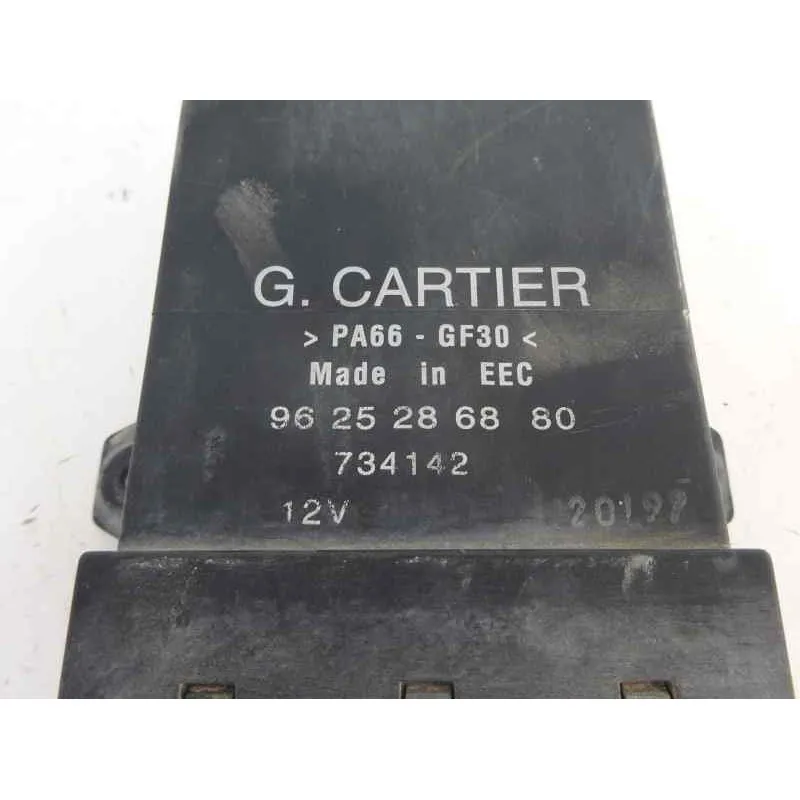 G. CARTIER
> PA66 - GF30 <
Made in EEC
96 25 28 68 80
734142
12V